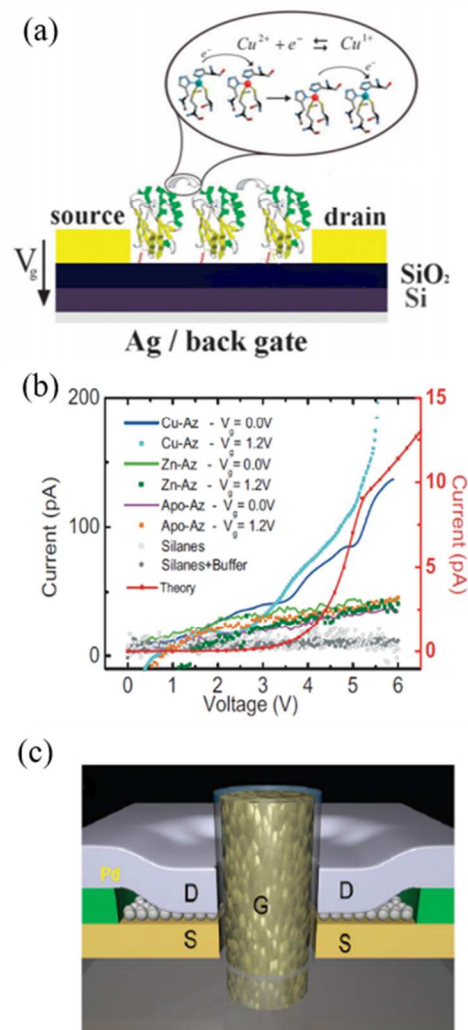 (a)
Cu²⁺ + e⁻ ⇆ Cu¹⁺
e⁻ e⁻
source drain
Vg
SiO₂
Si
Ag / back gate
(b)
200 15
Cu-Az - Vg = 0.0V
Cu-Az - Vg = 1.2V
Zn-Az - Vg = 0.0V
Zn-Az - Vg = 1.2V
Apo-Az - Vg = 0.0V
Apo-Az - Vg = 1.2V
Silanes
Silanes+Buffer
Theory
10
100
5
0 0
Current (pA)
Current (pA)
0 1 2 3 4 5 6
Voltage (V)
(c)
Pd
D G D
S S